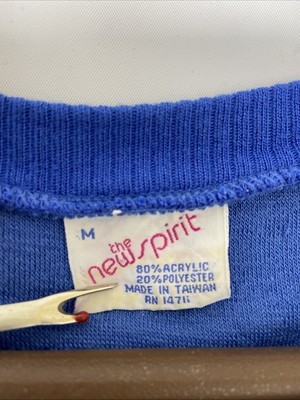 M
the
newspirit
80% ACRYLIC
20% POLYESTER
MADE IN TAIWAN
RN 14711